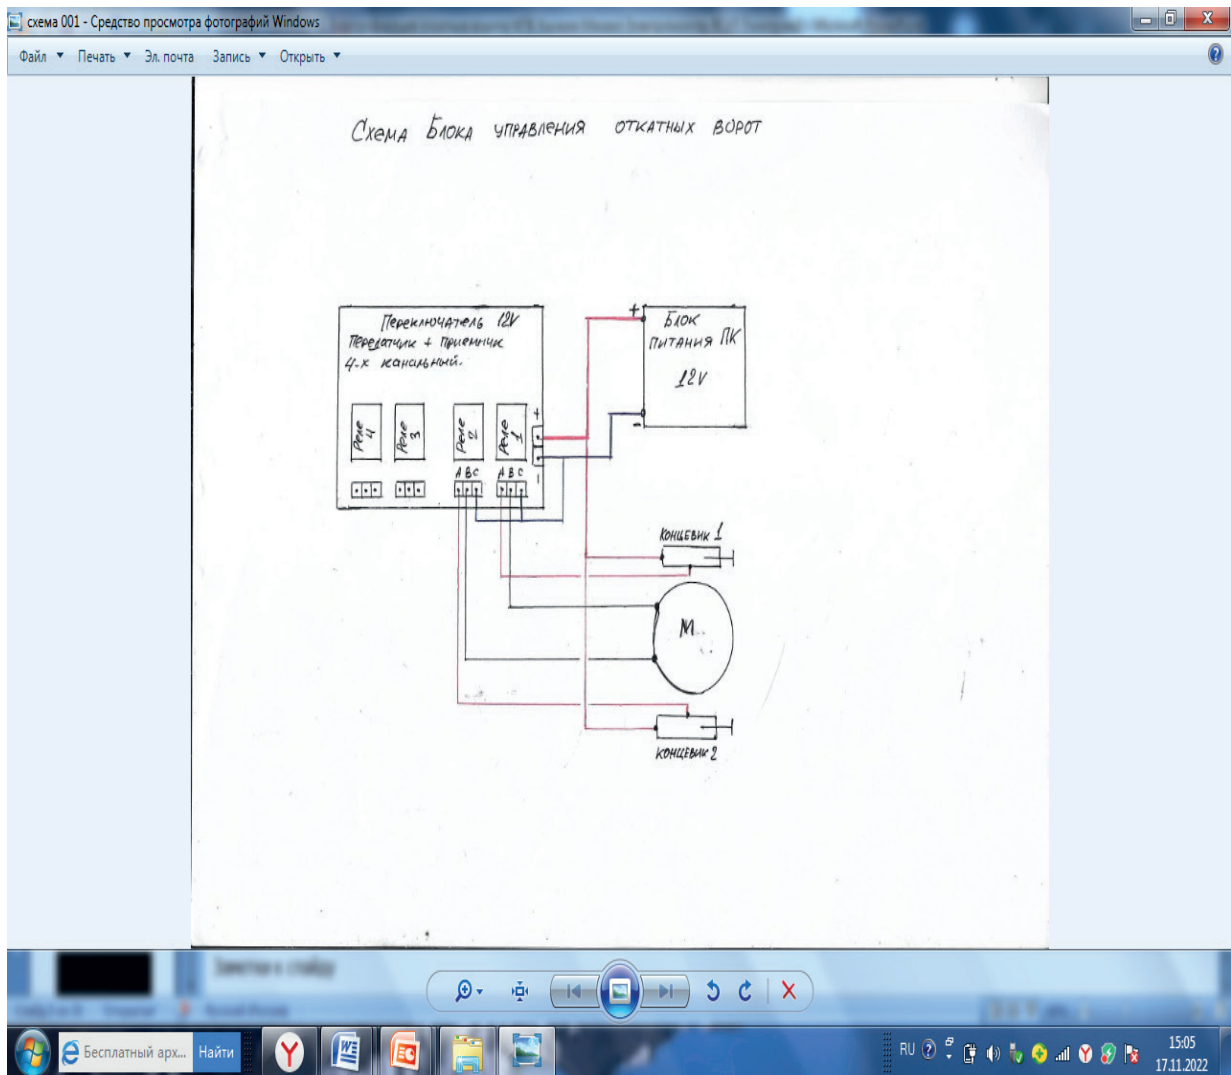 схема 001 - Средство просмотра фотографий Windows
Файл Печать Эл. почта Запись Открыть
Схема Блока управления откатных ворот
Переключатель 12V
Передатчик + приемник
4-х канальный.
+
Блок
питания ПК
12V
-
Реле 4
Реле 3
Реле 2
Реле 1
+
-
А В С
А В С
концевик 1
М
концевик 2
Заметки к слайду
Бесплатный арх...
Найти
RU
15:05
17.11.2022